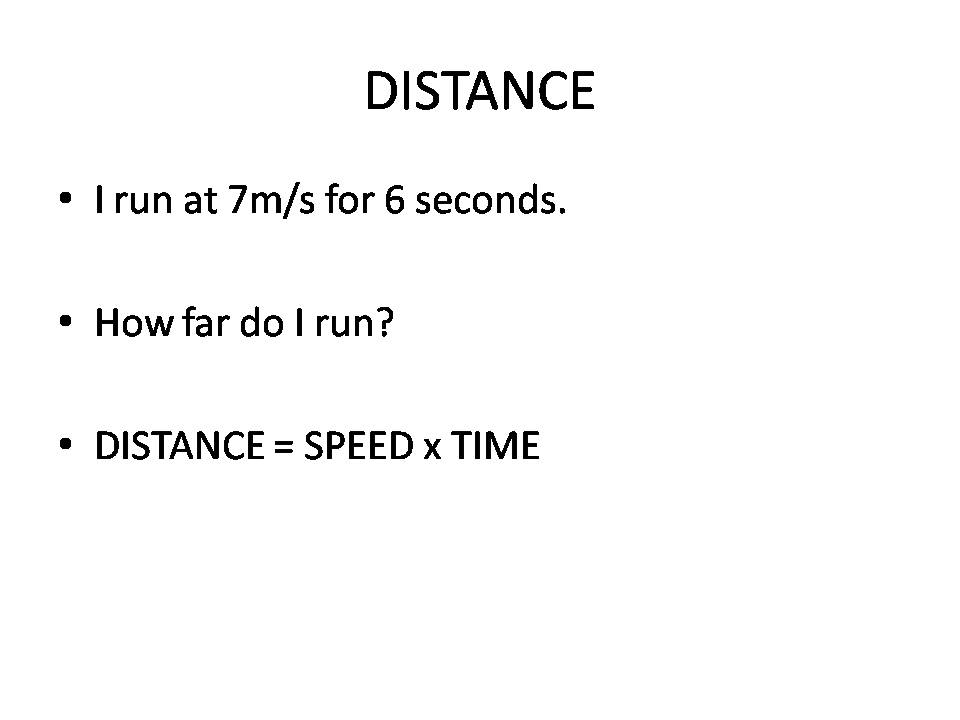 DISTANCE
• I run at 7m/s for 6 seconds.
• How far do I run?
• DISTANCE = SPEED x TIME